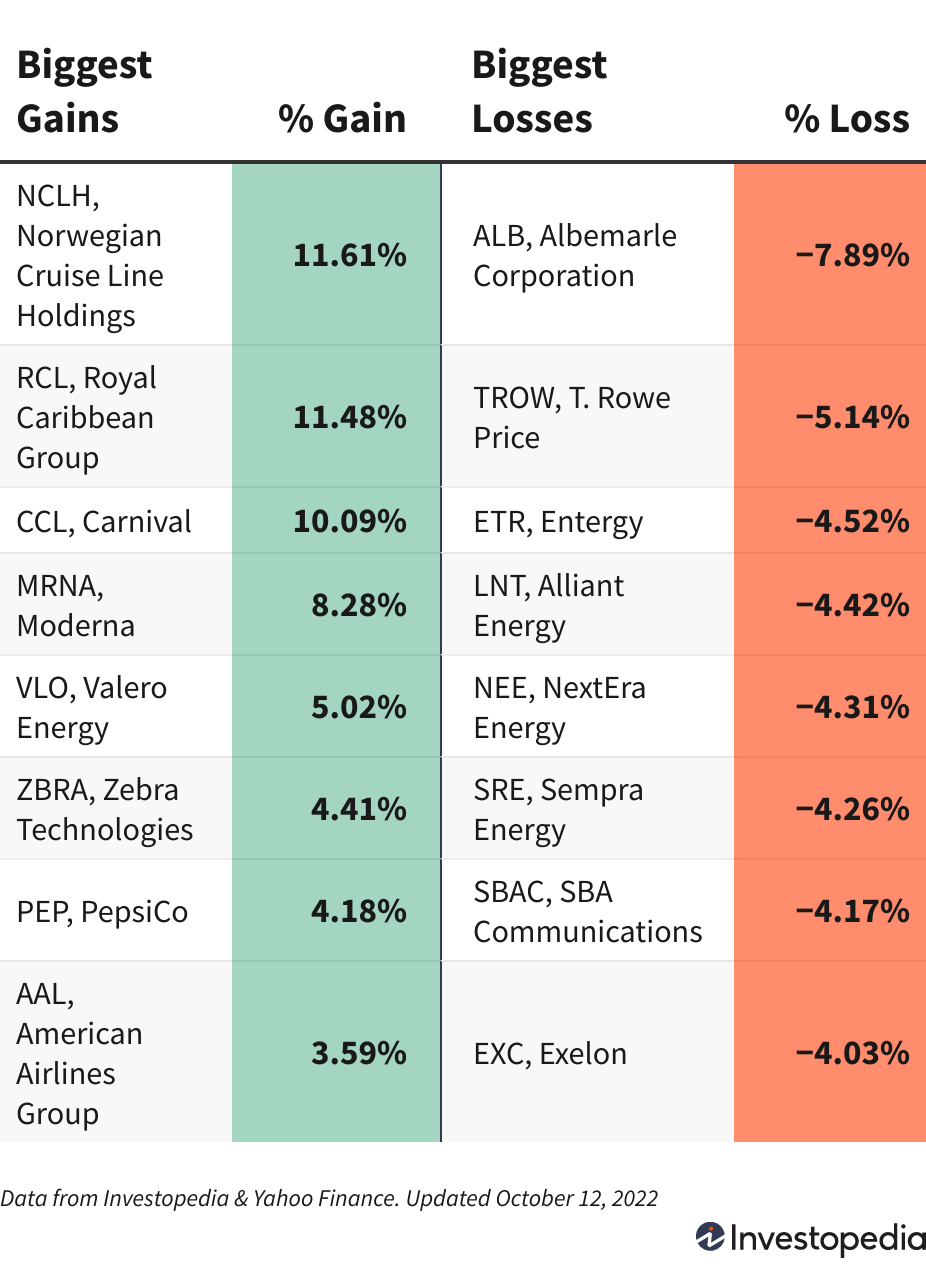 Biggest
Gains
% Gain
Biggest
Losses
% Loss
NCLH,
Norwegian
Cruise Line
Holdings
11.61%
ALB, Albemarle
Corporation
−7.89%
RCL, Royal
Caribbean
Group
11.48%
TROW, T. Rowe
Price
−5.14%
CCL, Carnival
10.09%
ETR, Entergy
−4.52%
MRNA,
Moderna
8.28%
LNT, Alliant
Energy
−4.42%
VLO, Valero
Energy
5.02%
NEE, NextEra
Energy
−4.31%
ZBRA, Zebra
Technologies
4.41%
SRE, Sempra
Energy
−4.26%
PEP, PepsiCo
4.18%
SBAC, SBA
Communications
−4.17%
AAL,
American
Airlines
Group
3.59%
EXC, Exelon
−4.03%
Data from Investopedia & Yahoo Finance. Updated October 12, 2022
Investopedia